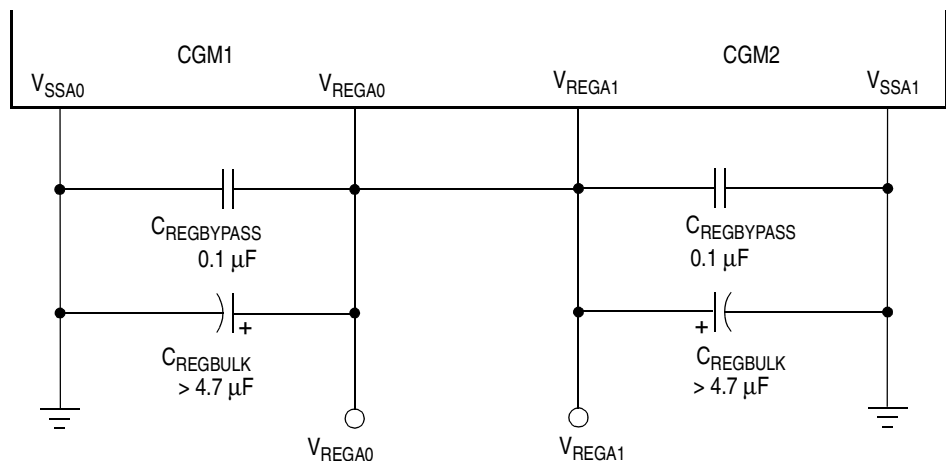 CGM1
CGM2
VSSA0
VREGA0
VREGA1
VSSA1
CREGBYPASS
0.1 µF
CREGBYPASS
0.1 µF
+
+
CREGBULK
> 4.7 µF
CREGBULK
> 4.7 µF
VREGA0
VREGA1